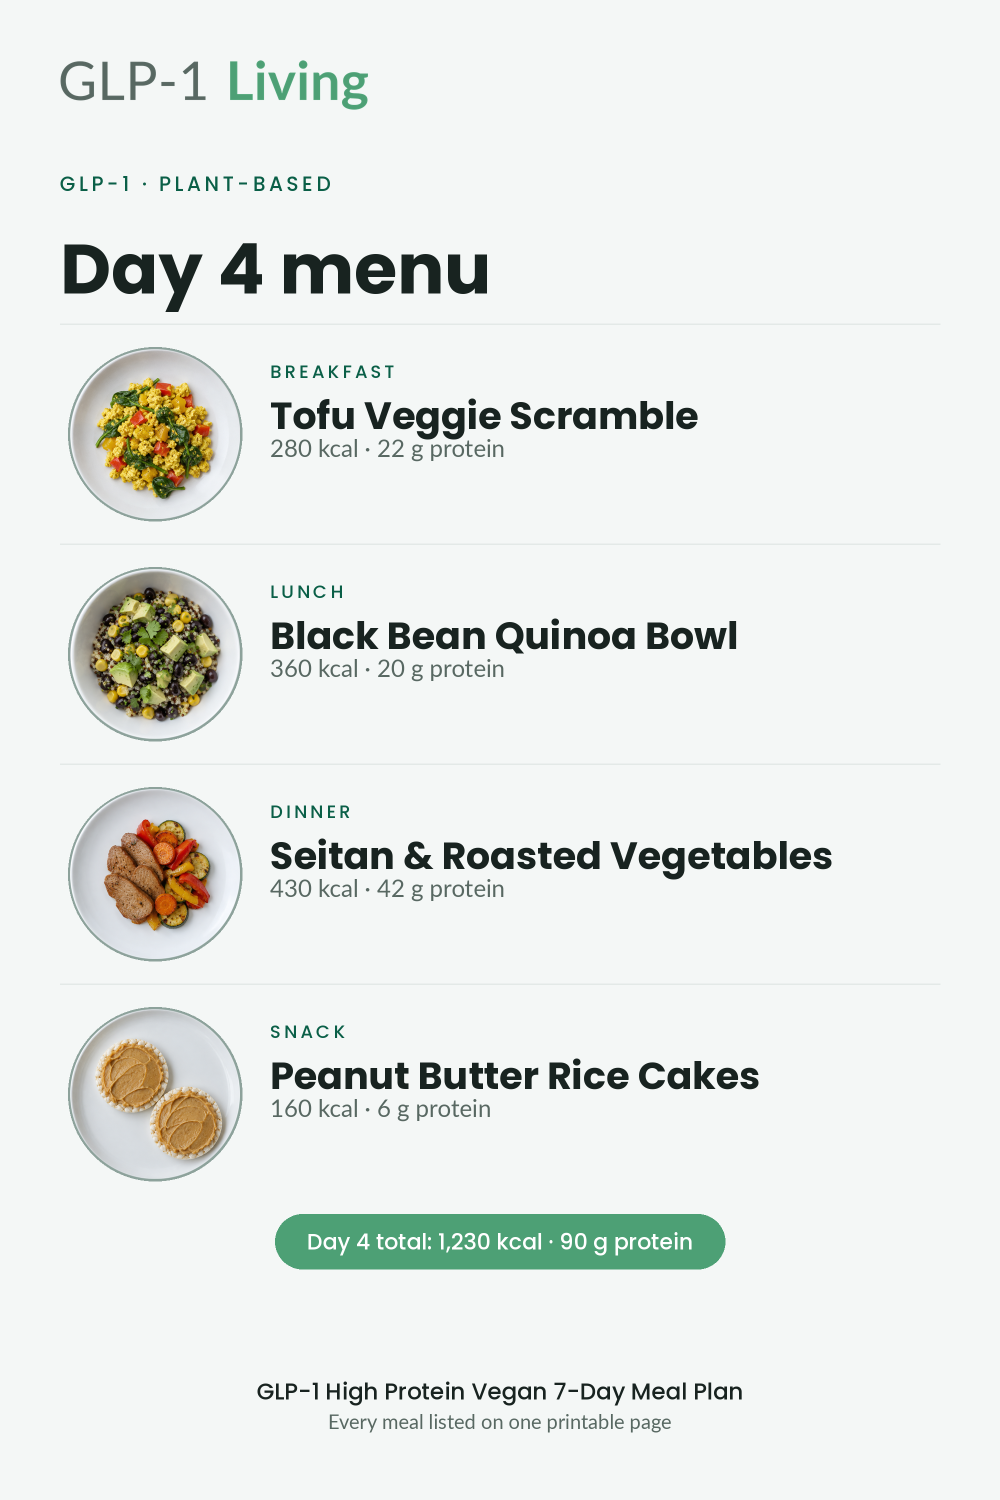 GLP-1 Living
GLP-1 · PLANT-BASED
Day 4 menu
BREAKFAST
Tofu Veggie Scramble
280 kcal · 22 g protein
LUNCH
Black Bean Quinoa Bowl
360 kcal · 20 g protein
DINNER
Seitan & Roasted Vegetables
430 kcal · 42 g protein
SNACK
Peanut Butter Rice Cakes
160 kcal · 6 g protein
Day 4 total: 1,230 kcal · 90 g protein
GLP-1 High Protein Vegan 7-Day Meal Plan
Every meal listed on one printable page